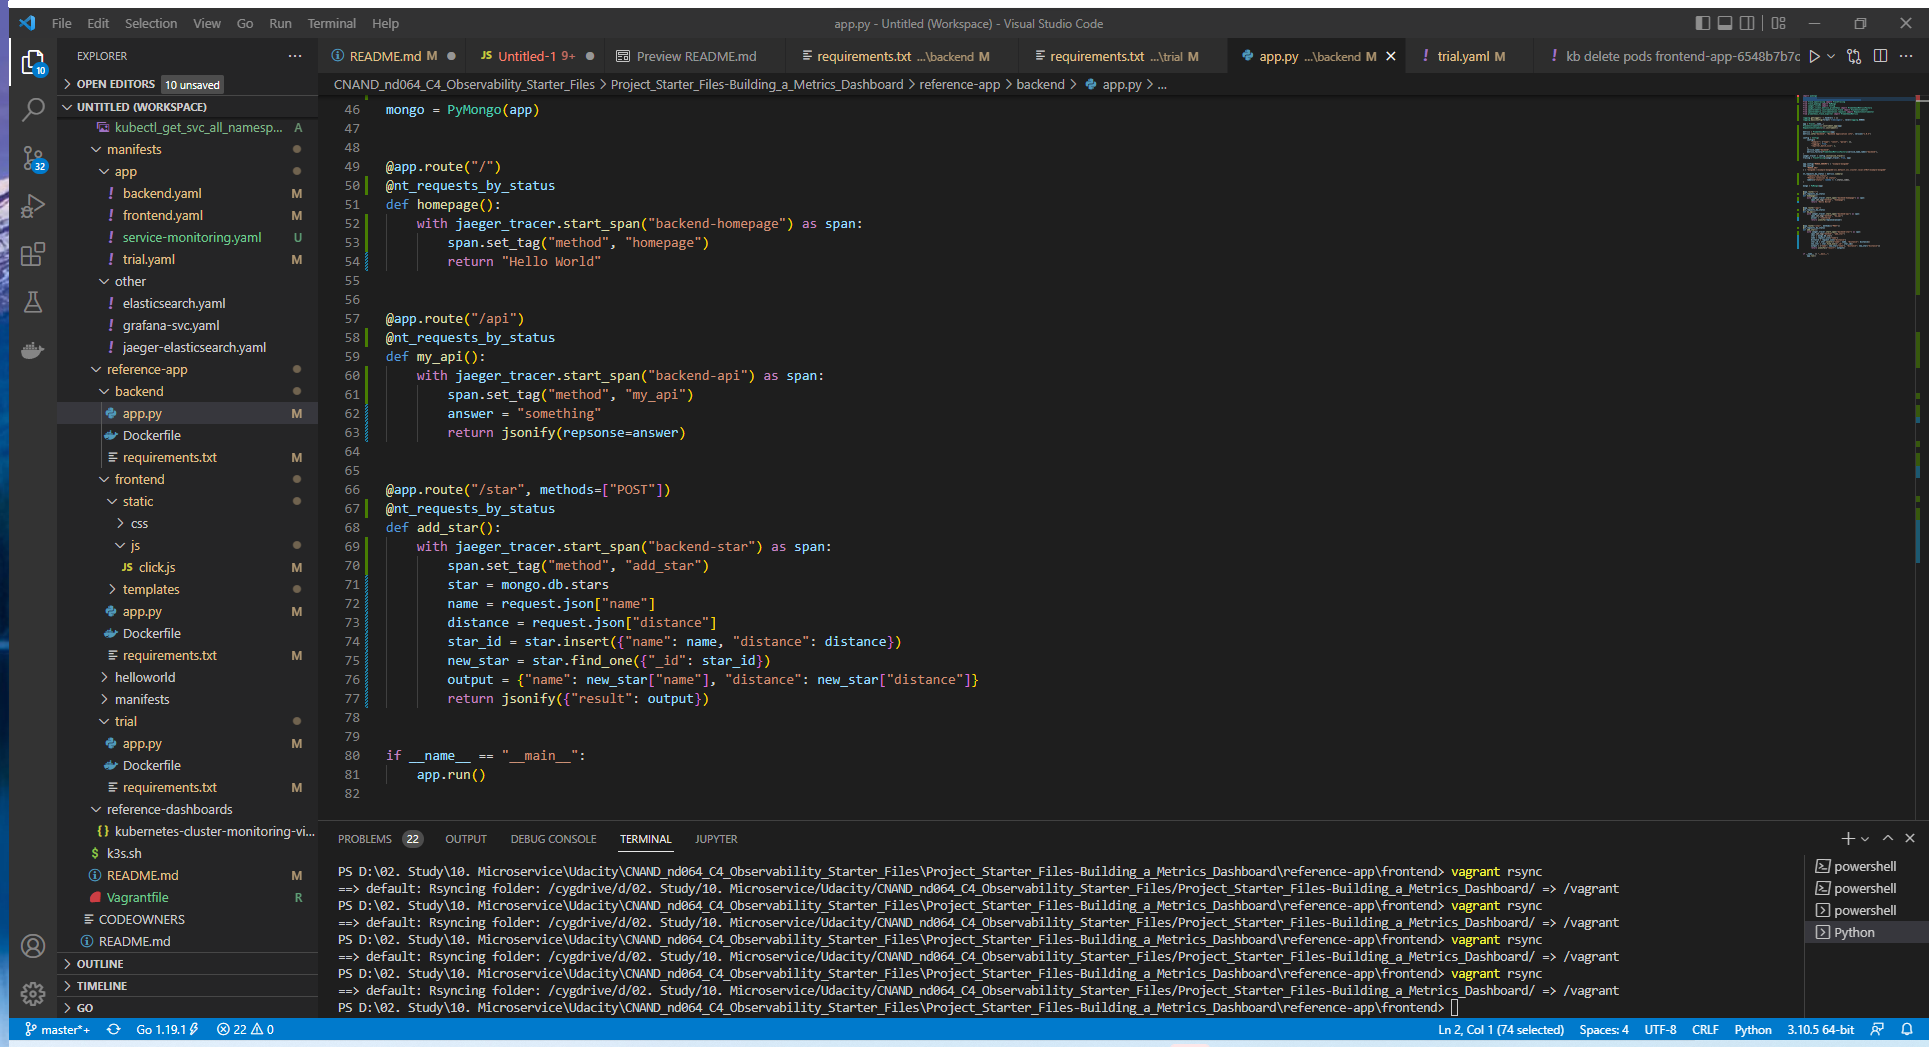 File Edit Selection View Go Run Terminal Help
app.py - Untitled (Workspace) - Visual Studio Code
EXPLORER
README.md M
JS Untitled-1 9+
Preview README.md
requirements.txt ...\backend M
requirements.txt ...\trial M
app.py ...\backend M
! trial.yaml M
! kb delete pods frontend-app-6548b7b7c
OPEN EDITORS 10 unsaved
CNAND_nd064_C4_Observability_Starter_Files > Project_Starter_Files-Building_a_Metrics_Dashboard > reference-app > backend > app.py > ...
UNTITLED (WORKSPACE)
kubectl_get_svc_all_namesp... A
manifests
app
! backend.yaml M
! frontend.yaml M
! service-monitoring.yaml U
! trial.yaml M
other
! elasticsearch.yaml
! grafana-svc.yaml
! jaeger-elasticsearch.yaml
reference-app
backend
app.py M
Dockerfile
requirements.txt M
frontend
static
css
js
JS click.js M
templates
app.py M
Dockerfile
requirements.txt M
helloworld
manifests
trial
app.py M
Dockerfile
requirements.txt M
reference-dashboards
{} kubernetes-cluster-monitoring-vi...
$ k3s.sh
README.md M
Vagrantfile R
CODEOWNERS
README.md
OUTLINE
TIMELINE
GO
10
32
46 mongo = PyMongo(app)
47
48
49 @app.route("/")
50 @nt_requests_by_status
51 def homepage():
52 with jaeger_tracer.start_span("backend-homepage") as span:
53 span.set_tag("method", "homepage")
54 return "Hello World"
55
56
57 @app.route("/api")
58 @nt_requests_by_status
59 def my_api():
60 with jaeger_tracer.start_span("backend-api") as span:
61 span.set_tag("method", "my_api")
62 answer = "something"
63 return jsonify(repsonse=answer)
64
65
66 @app.route("/star", methods=["POST"])
67 @nt_requests_by_status
68 def add_star():
69 with jaeger_tracer.start_span("backend-star") as span:
70 span.set_tag("method", "add_star")
71 star = mongo.db.stars
72 name = request.json["name"]
73 distance = request.json["distance"]
74 star_id = star.insert({"name": name, "distance": distance})
75 new_star = star.find_one({"_id": star_id})
76 output = {"name": new_star["name"], "distance": new_star["distance"]}
77 return jsonify({"result": output})
78
79
80 if __name__ == "__main__":
81 app.run()
82
PROBLEMS 22 OUTPUT DEBUG CONSOLE TERMINAL JUPYTER
PS D:\02. Study\10. Microservice\Udacity\CNAND_nd064_C4_Observability_Starter_Files\Project_Starter_Files-Building_a_Metrics_Dashboard\reference-app\frontend> vagrant rsync
==> default: Rsyncing folder: /cygdrive/d/02. Study/10. Microservice/Udacity/CNAND_nd064_C4_Observability_Starter_Files/Project_Starter_Files-Building_a_Metrics_Dashboard/ => /vagrant
PS D:\02. Study\10. Microservice\Udacity\CNAND_nd064_C4_Observability_Starter_Files\Project_Starter_Files-Building_a_Metrics_Dashboard\reference-app\frontend> vagrant rsync
==> default: Rsyncing folder: /cygdrive/d/02. Study/10. Microservice/Udacity/CNAND_nd064_C4_Observability_Starter_Files/Project_Starter_Files-Building_a_Metrics_Dashboard/ => /vagrant
PS D:\02. Study\10. Microservice\Udacity\CNAND_nd064_C4_Observability_Starter_Files\Project_Starter_Files-Building_a_Metrics_Dashboard\reference-app\frontend> vagrant rsync
==> default: Rsyncing folder: /cygdrive/d/02. Study/10. Microservice/Udacity/CNAND_nd064_C4_Observability_Starter_Files/Project_Starter_Files-Building_a_Metrics_Dashboard/ => /vagrant
PS D:\02. Study\10. Microservice\Udacity\CNAND_nd064_C4_Observability_Starter_Files\Project_Starter_Files-Building_a_Metrics_Dashboard\reference-app\frontend> vagrant rsync
==> default: Rsyncing folder: /cygdrive/d/02. Study/10. Microservice/Udacity/CNAND_nd064_C4_Observability_Starter_Files/Project_Starter_Files-Building_a_Metrics_Dashboard/ => /vagrant
PS D:\02. Study\10. Microservice\Udacity\CNAND_nd064_C4_Observability_Starter_Files\Project_Starter_Files-Building_a_Metrics_Dashboard\reference-app\frontend>
powershell
powershell
powershell
Python
master*+ Go 1.19.1 22 0
Ln 2, Col 1 (74 selected) Spaces: 4 UTF-8 CRLF Python 3.10.5 64-bit